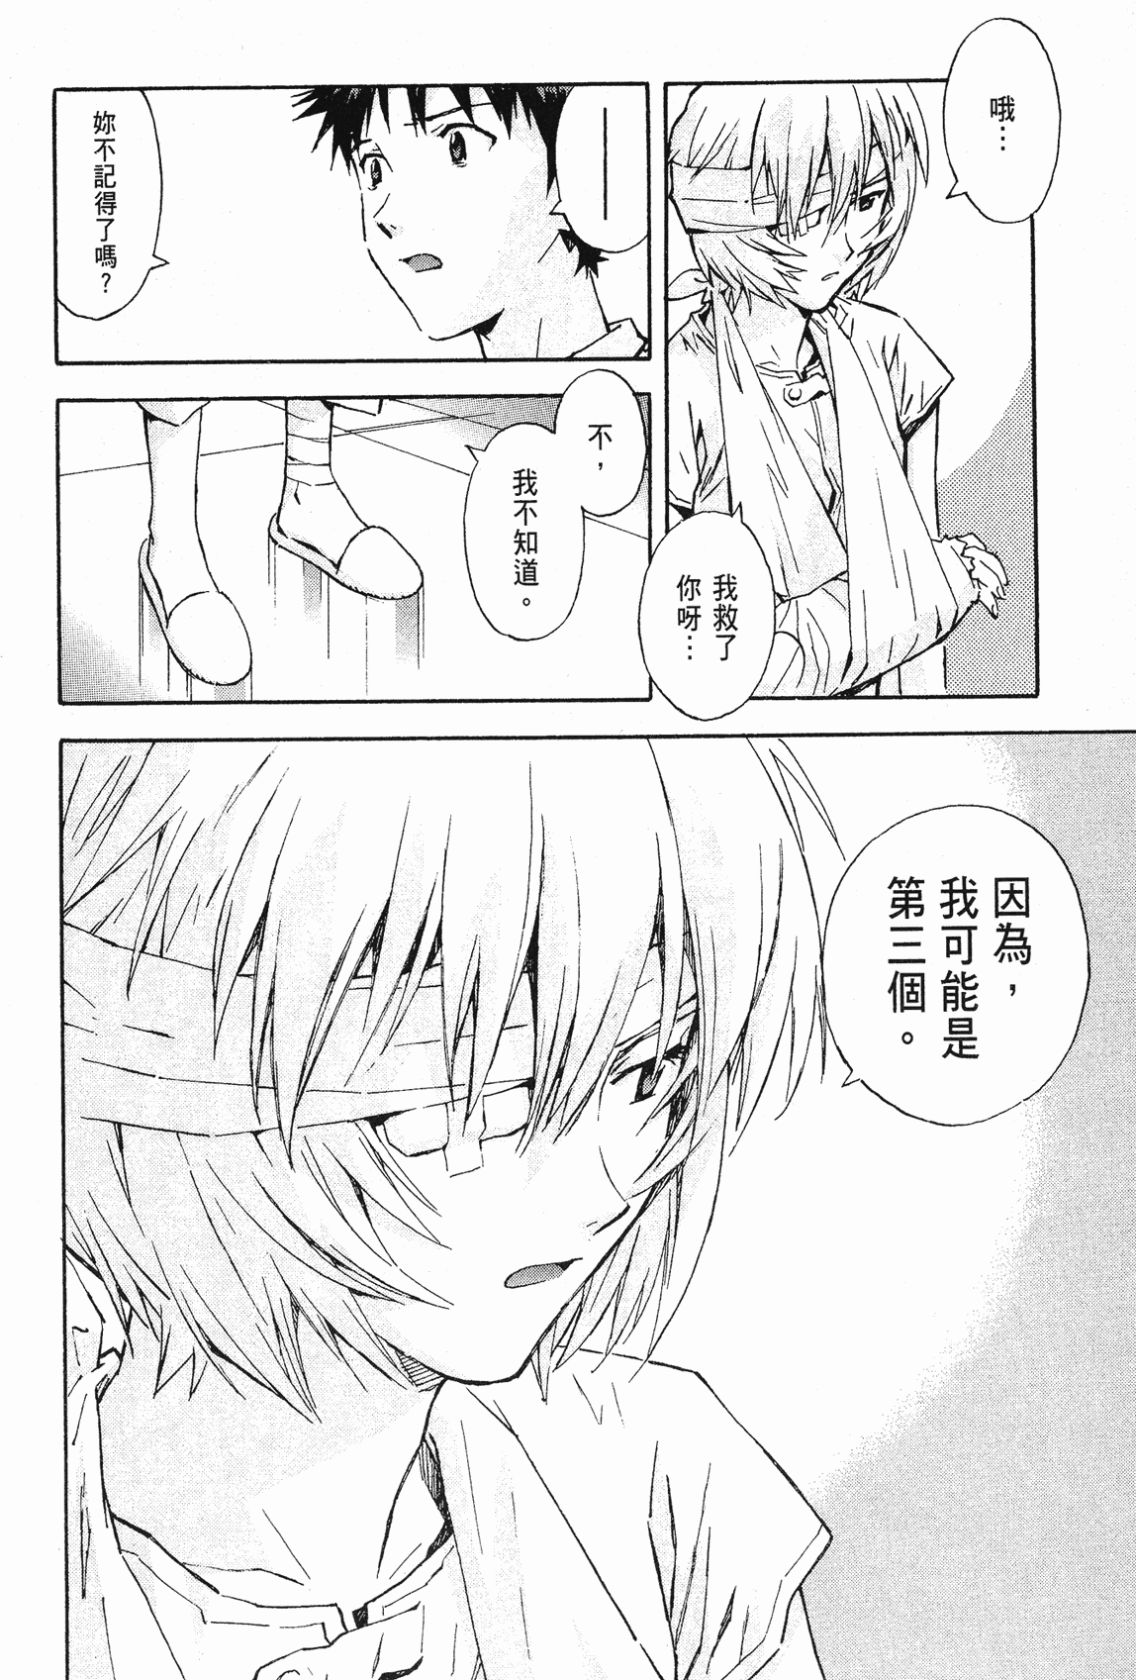 哦…
我救了
你呀…
——
妳不記得了嗎？
不，
我不知道。
因為，
我可能是
第三個。